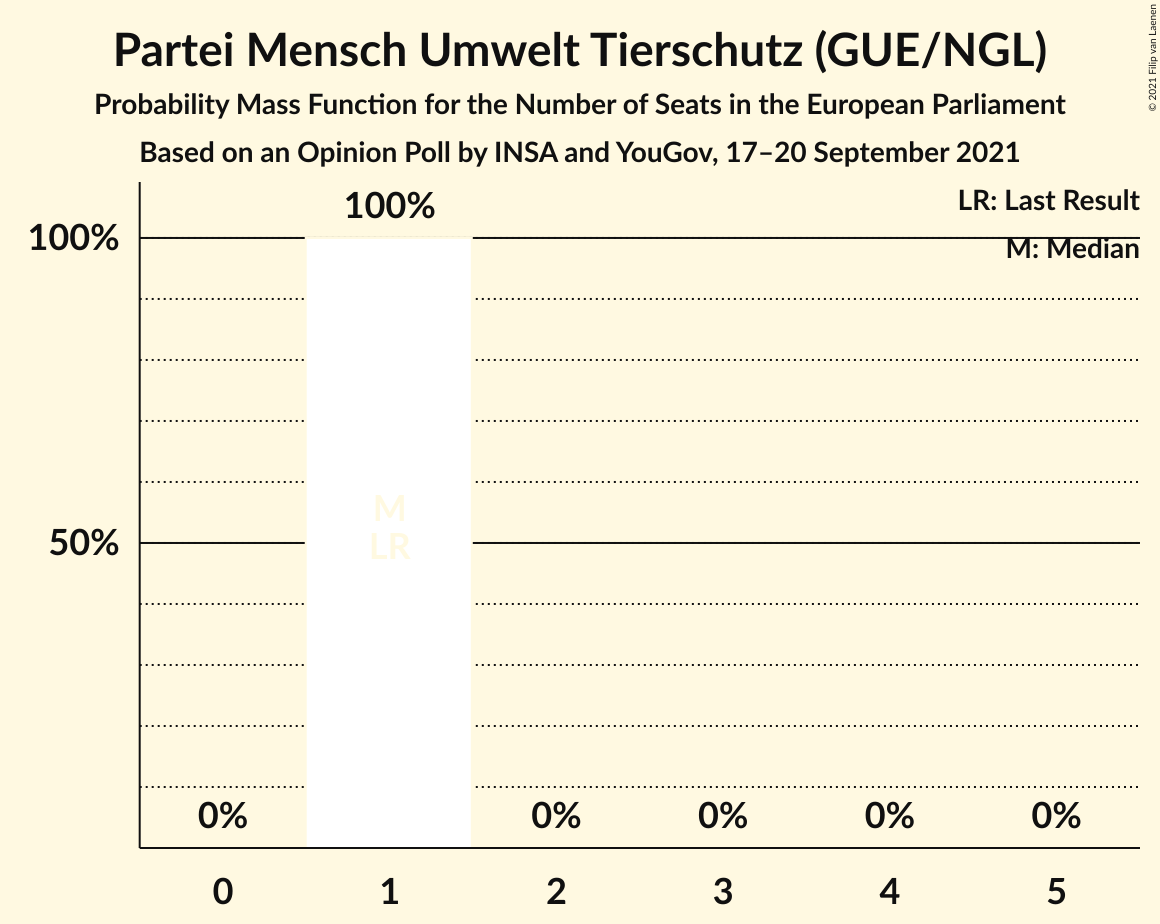 Partei Mensch Umwelt Tierschutz (GUE/NGL)
Probability Mass Function for the Number of Seats in the European Parliament
Based on an Opinion Poll by INSA and YouGov, 17–20 September 2021
© 2021 Filip van Laenen
LR: Last Result
M: Median
100%
100%
50%
M
LR
0%
0%
0%
0%
0%
0
1
2
3
4
5